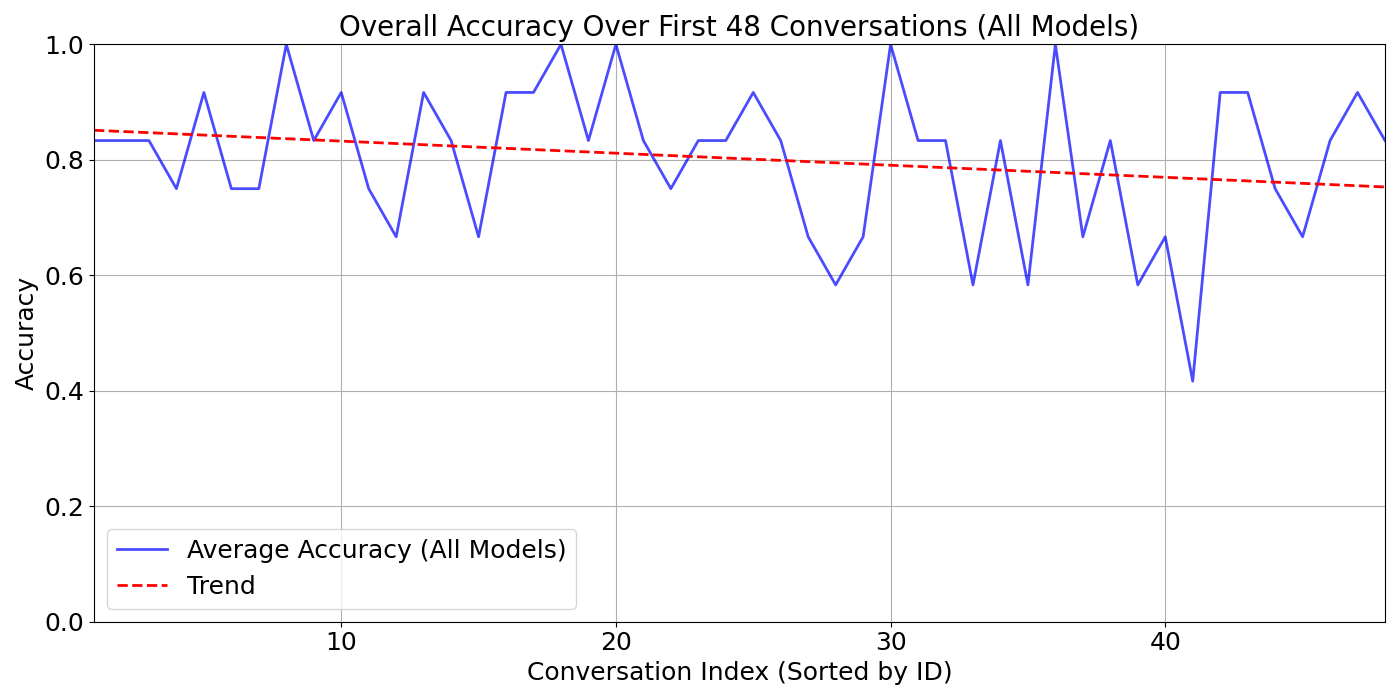 Overall Accuracy Over First 48 Conversations (All Models)
1.0
0.8
0.6
0.4
0.2
0.0
Accuracy
Average Accuracy (All Models)
Trend
10 20 30 40
Conversation Index (Sorted by ID)